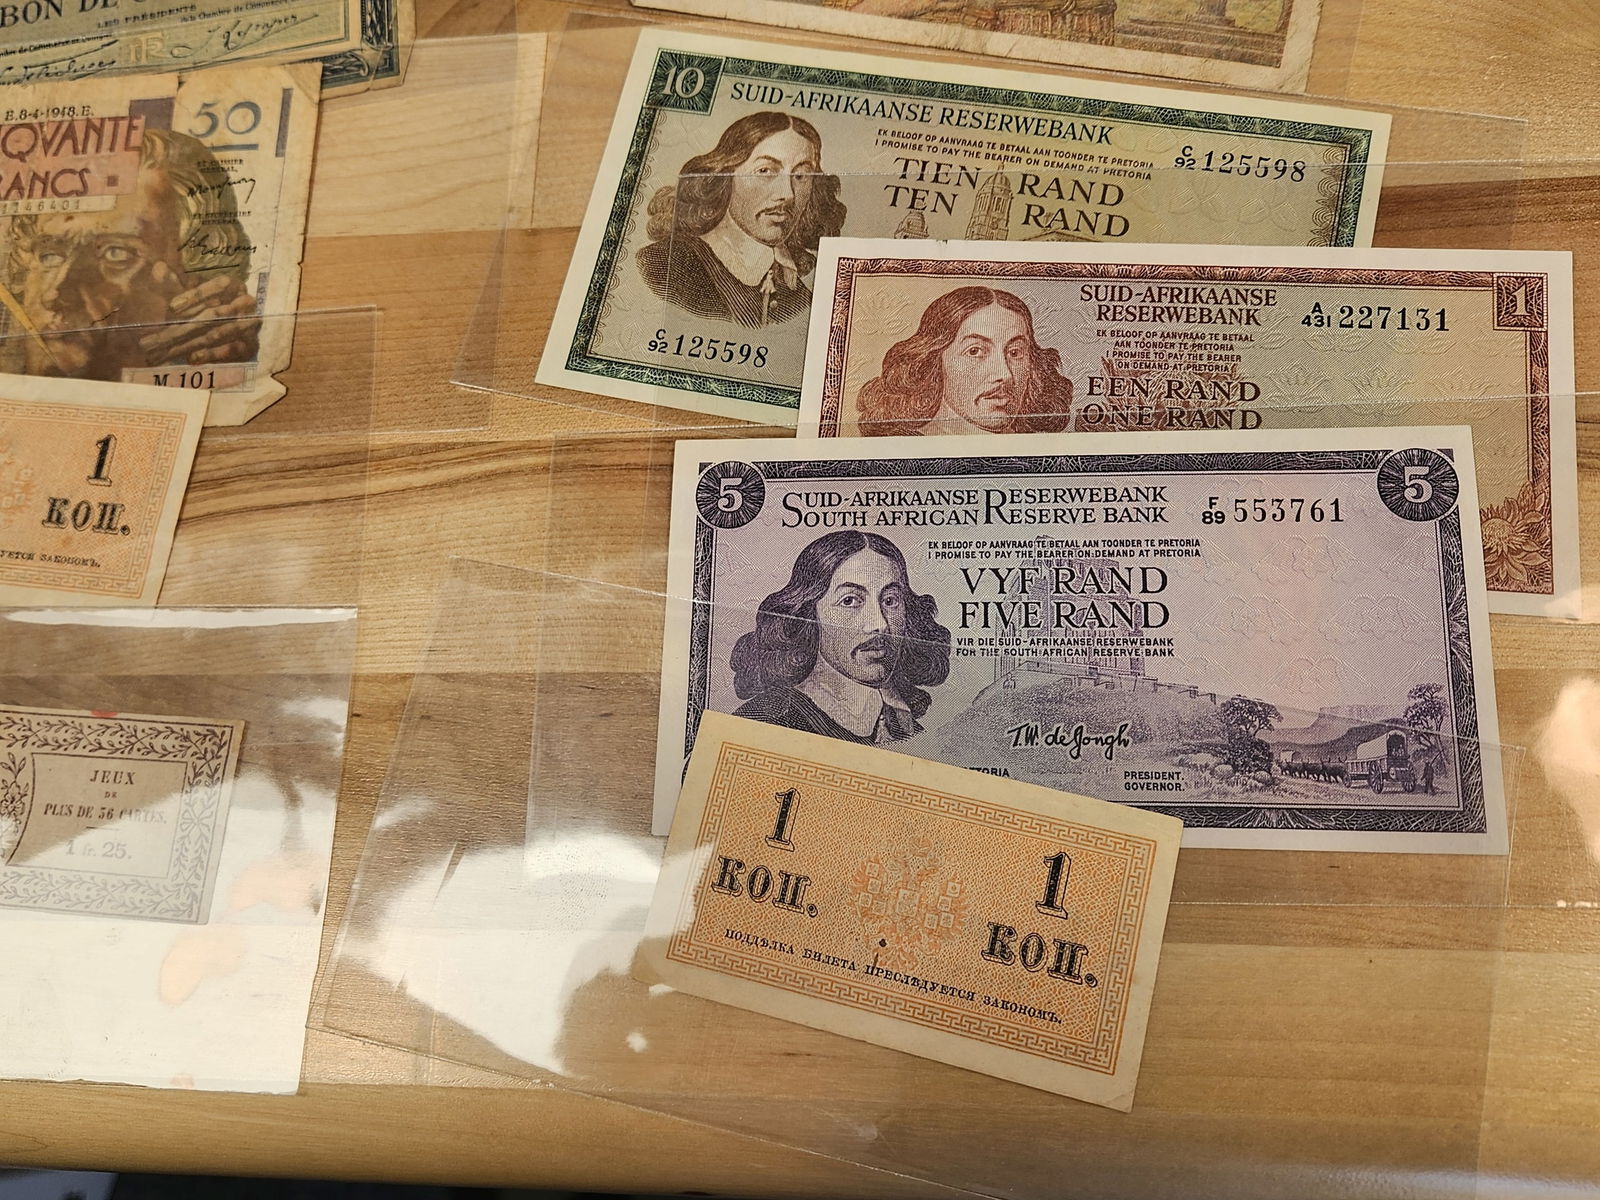 BON DE
LES PRÉSIDENTS
E.8-4-1948.E.
50
QVANTE
RANCS
M.101
1
КОП.
ЗАКОНОМЪ.
JEUX
DE
PLUS DE 36 CARTES.
1 fr. 25.
10
SUID-AFRIKAANSE RESERWEBANK
EK BELOOF OP AANVRAAG TE BETAAL AAN TOONDER TE PRETORIA
I PROMISE TO PAY THE BEARER ON DEMAND AT PRETORIA
C
92 125598
TIEN RAND
TEN RAND
C
92 125598
SUID-AFRIKAANSE
RESERWEBANK
A
431 227131
1
EK BELOOF OP AANVRAAG TE BETAAL
AAN TOONDER TE PRETORIA
I PROMISE TO PAY THE BEARER
ON DEMAND AT PRETORIA
EEN RAND
ONE RAND
5
SUID-AFRIKAANSE RESERWEBANK
SOUTH AFRICAN RESERVE BANK
F
89 553761
5
EK BELOOF OP AANVRAAG TE BETAAL AAN TOONDER TE PRETORIA
I PROMISE TO PAY THE BEARER ON DEMAND AT PRETORIA
VYF RAND
FIVE RAND
VIR DIE SUID-AFRIKAANSE RESERWEBANK
FOR THE SOUTH AFRICAN RESERVE BANK
T.W. de Jongh
TORIA
PRESIDENT.
GOVERNOR.
1
КОП.
1
КОП.
ПОДДѢЛКА БИЛЕТА ПРЕСЛѢДУЕТСЯ ЗАКОНОМЪ.